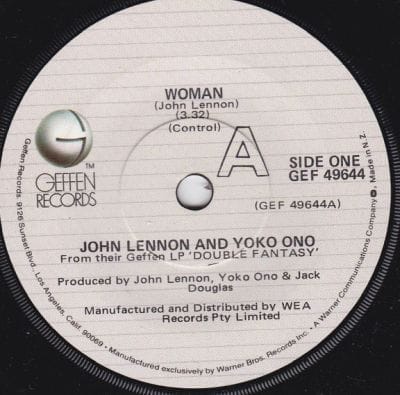 WOMAN
(John Lennon)
(3.32)
(Control)
A
SIDE ONE
GEF 49644
(GEF 49644A)
TM
GEFFEN
RECORDS
JOHN LENNON AND YOKO ONO
From their Geffen LP 'DOUBLE FANTASY'
Produced by John Lennon, Yoko Ono & Jack
Douglas
Manufactured and Distributed by WEA
Records Pty Limited
Geffen Records 9126 Sunset Blvd. Los Angeles, Calif. 90069 • Manufactured exclusively by Warner Bros. Records Inc. • A Warner Communications Company Ⓟ, Made in N.Z.